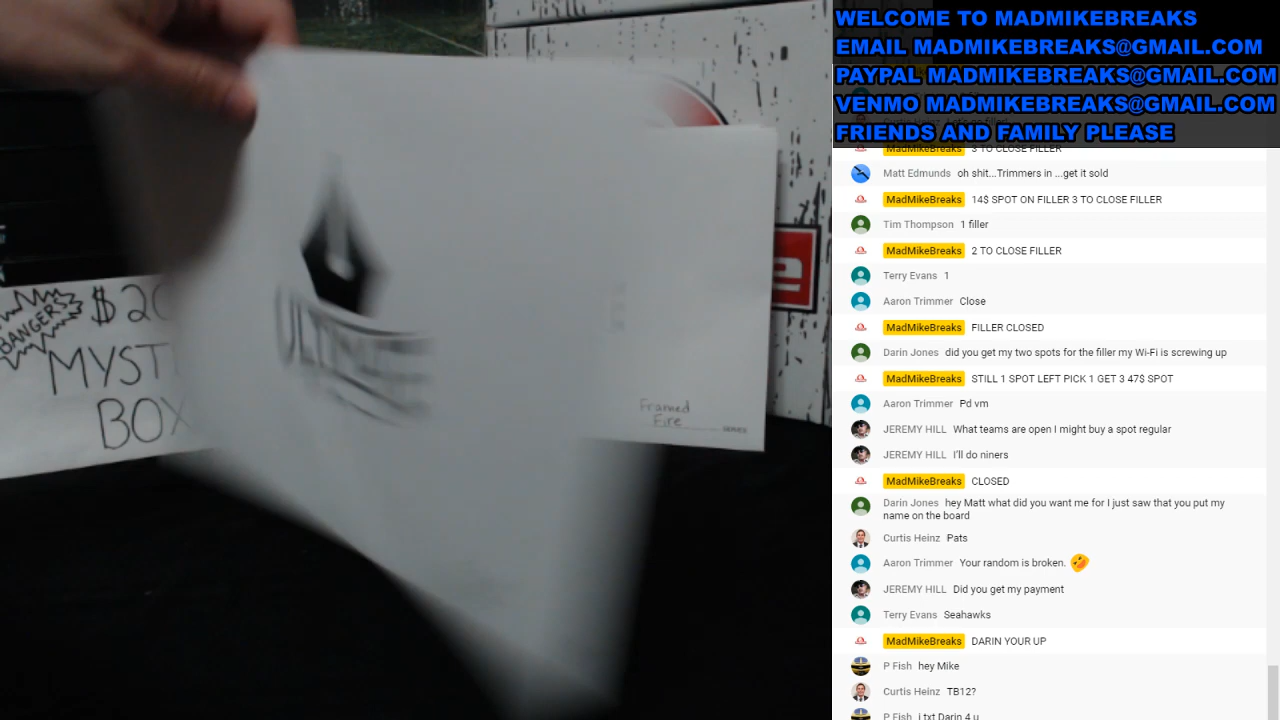 WELCOME TO MADMIKEBREAKS
EMAIL MADMIKEBREAKS@GMAIL.COM
PAYPAL MADMIKEBREAKS@GMAIL.COM
VENMO MADMIKEBREAKS@GMAIL.COM
FRIENDS AND FAMILY PLEASE
MadMikeBreaks 3 TO CLOSE FILLER
Matt Edmunds oh shit...Trimmers in ...get it sold
MadMikeBreaks 14$ SPOT ON FILLER 3 TO CLOSE FILLER
Tim Thompson 1 filler
MadMikeBreaks 2 TO CLOSE FILLER
Terry Evans 1
Aaron Trimmer Close
MadMikeBreaks FILLER CLOSED
Darin Jones did you get my two spots for the filler my Wi-Fi is screwing up
MadMikeBreaks STILL 1 SPOT LEFT PICK 1 GET 3 47$ SPOT
Aaron Trimmer Pd vm
JEREMY HILL What teams are open I might buy a spot regular
JEREMY HILL I'll do niners
MadMikeBreaks CLOSED
Darin Jones hey Matt what did you want me for I just saw that you put my
name on the board
Curtis Heinz Pats
Aaron Trimmer Your random is broken.
JEREMY HILL Did you get my payment
Terry Evans Seahawks
MadMikeBreaks DARIN YOUR UP
P Fish hey Mike
Curtis Heinz TB12?
P Fish i txt Darin 4 u
BANGERS
$20
MYST
BOX
Framed
Fire
SERIES